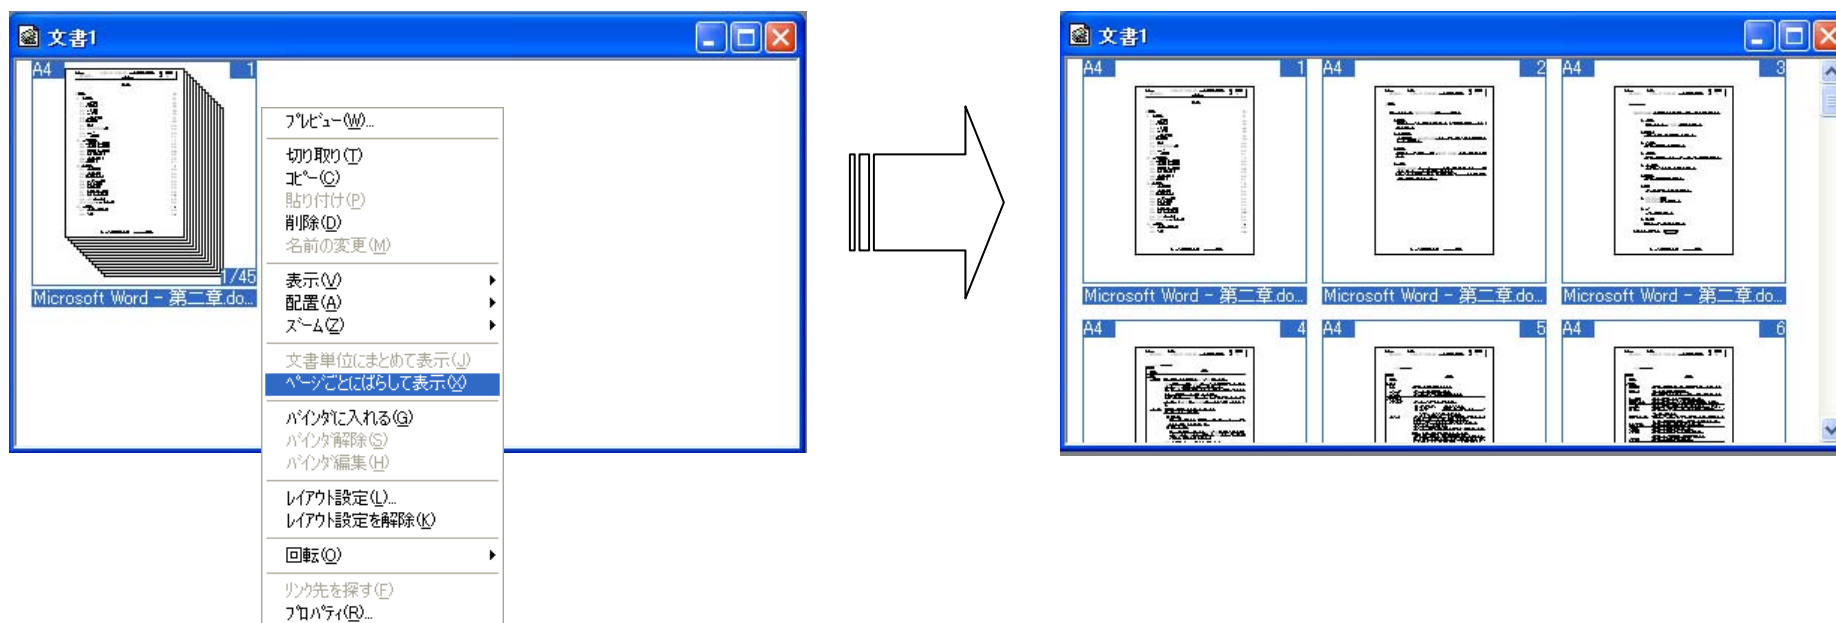 文書1
A4 1
1/45
Microsoft Word - 第二章.do...
プレビュー(W)...
切り取り(T)
コピー(C)
貼り付け(P)
削除(D)
名前の変更(M)
表示(V)
配置(A)
ズーム(Z)
文書単位にまとめて表示(J)
ページごとにばらして表示(X)
バインダに入れる(G)
バインダ解除(S)
バインダ編集(H)
レイアウト設定(L)...
レイアウト設定を解除(K)
回転(O)
リンク先を探す(F)
プロパティ(R)...
文書1
A4 1 A4 2 A4 3
Microsoft Word - 第二章.do... Microsoft Word - 第二章.do... Microsoft Word - 第二章.do...
A4 4 A4 5 A4 6